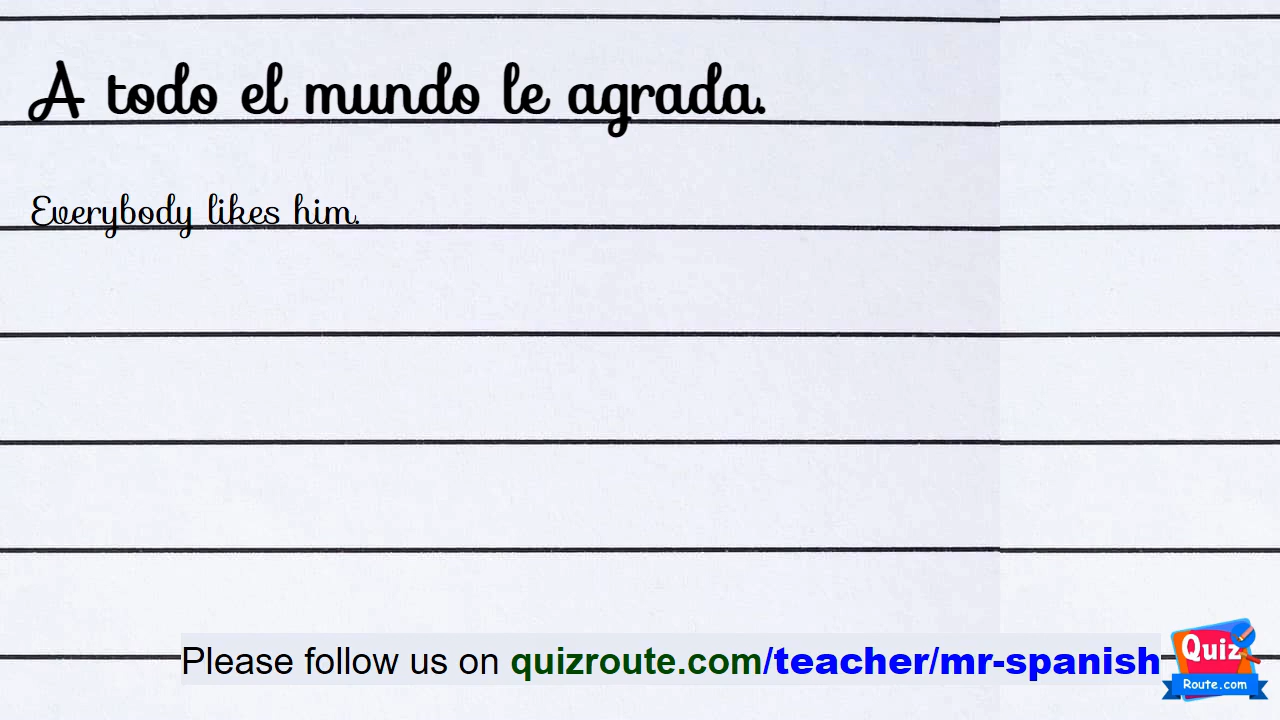 A todo el mundo le agrada.
Everybody likes him.
Please follow us on quizroute.com/teacher/mr-spanish
Quiz
Route.com